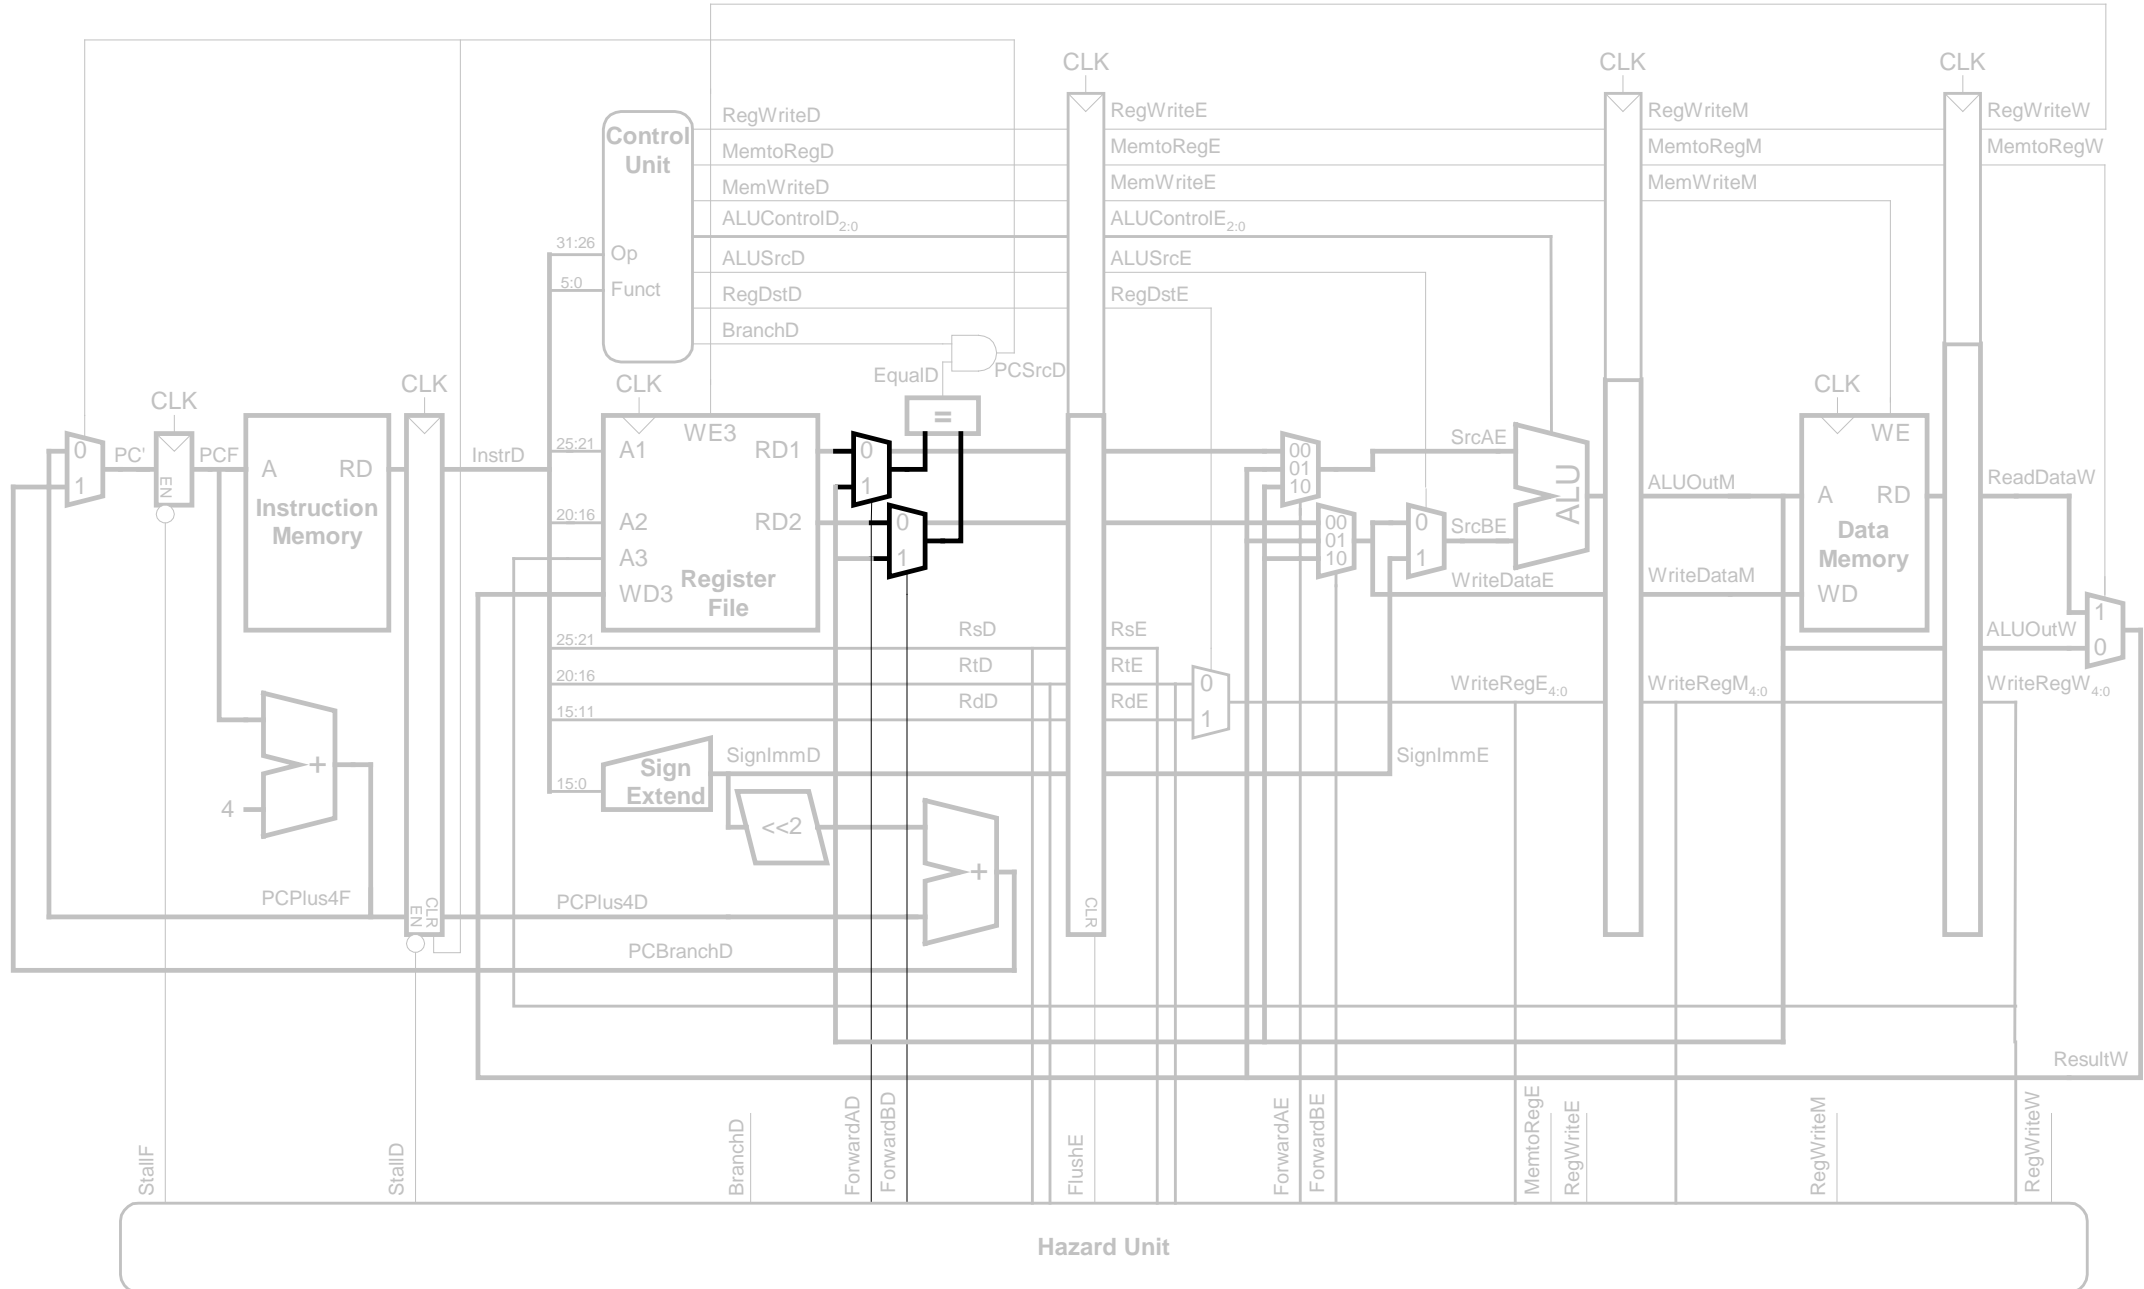 CLK CLK CLK
RegWriteD RegWriteE RegWriteM RegWriteW
Control Unit
MemtoRegD MemtoRegE MemtoRegM MemtoRegW
MemWriteD MemWriteE MemWriteM
ALUControlD2:0 ALUControlE2:0
31:26 Op
ALUSrcD ALUSrcE
5:0 Funct
RegDstD RegDstE
BranchD
EqualD PCSrcD
CLK CLK CLK CLK
=
0 1 PC' EN PCF
A RD
Instruction Memory
InstrD
25:21 A1 WE3 RD1
0 1
00 01 10
SrcAE
ALU
ALUOutM
WE
A RD
Data Memory
ReadDataW
20:16 A2 RD2
0 1
00 01 10
0 1
SrcBE
A3
WD3
Register File
WriteDataE WriteDataM
WD
1 0
ALUOutW
25:21 RsD RsE
20:16 RtD RtE
0 1
WriteRegE4:0 WriteRegM4:0 WriteRegW4:0
15:11 RdD RdE
SignImmD SignImmE
15:0 Sign Extend
+
4
<<2
+
PCPlus4F EN CLR PCPlus4D CLR
PCBranchD
ResultW
StallF
StallD
BranchD
ForwardAD
ForwardBD
FlushE
ForwardAE
ForwardBE
MemtoRegE
RegWriteE
RegWriteM
RegWriteW
Hazard Unit